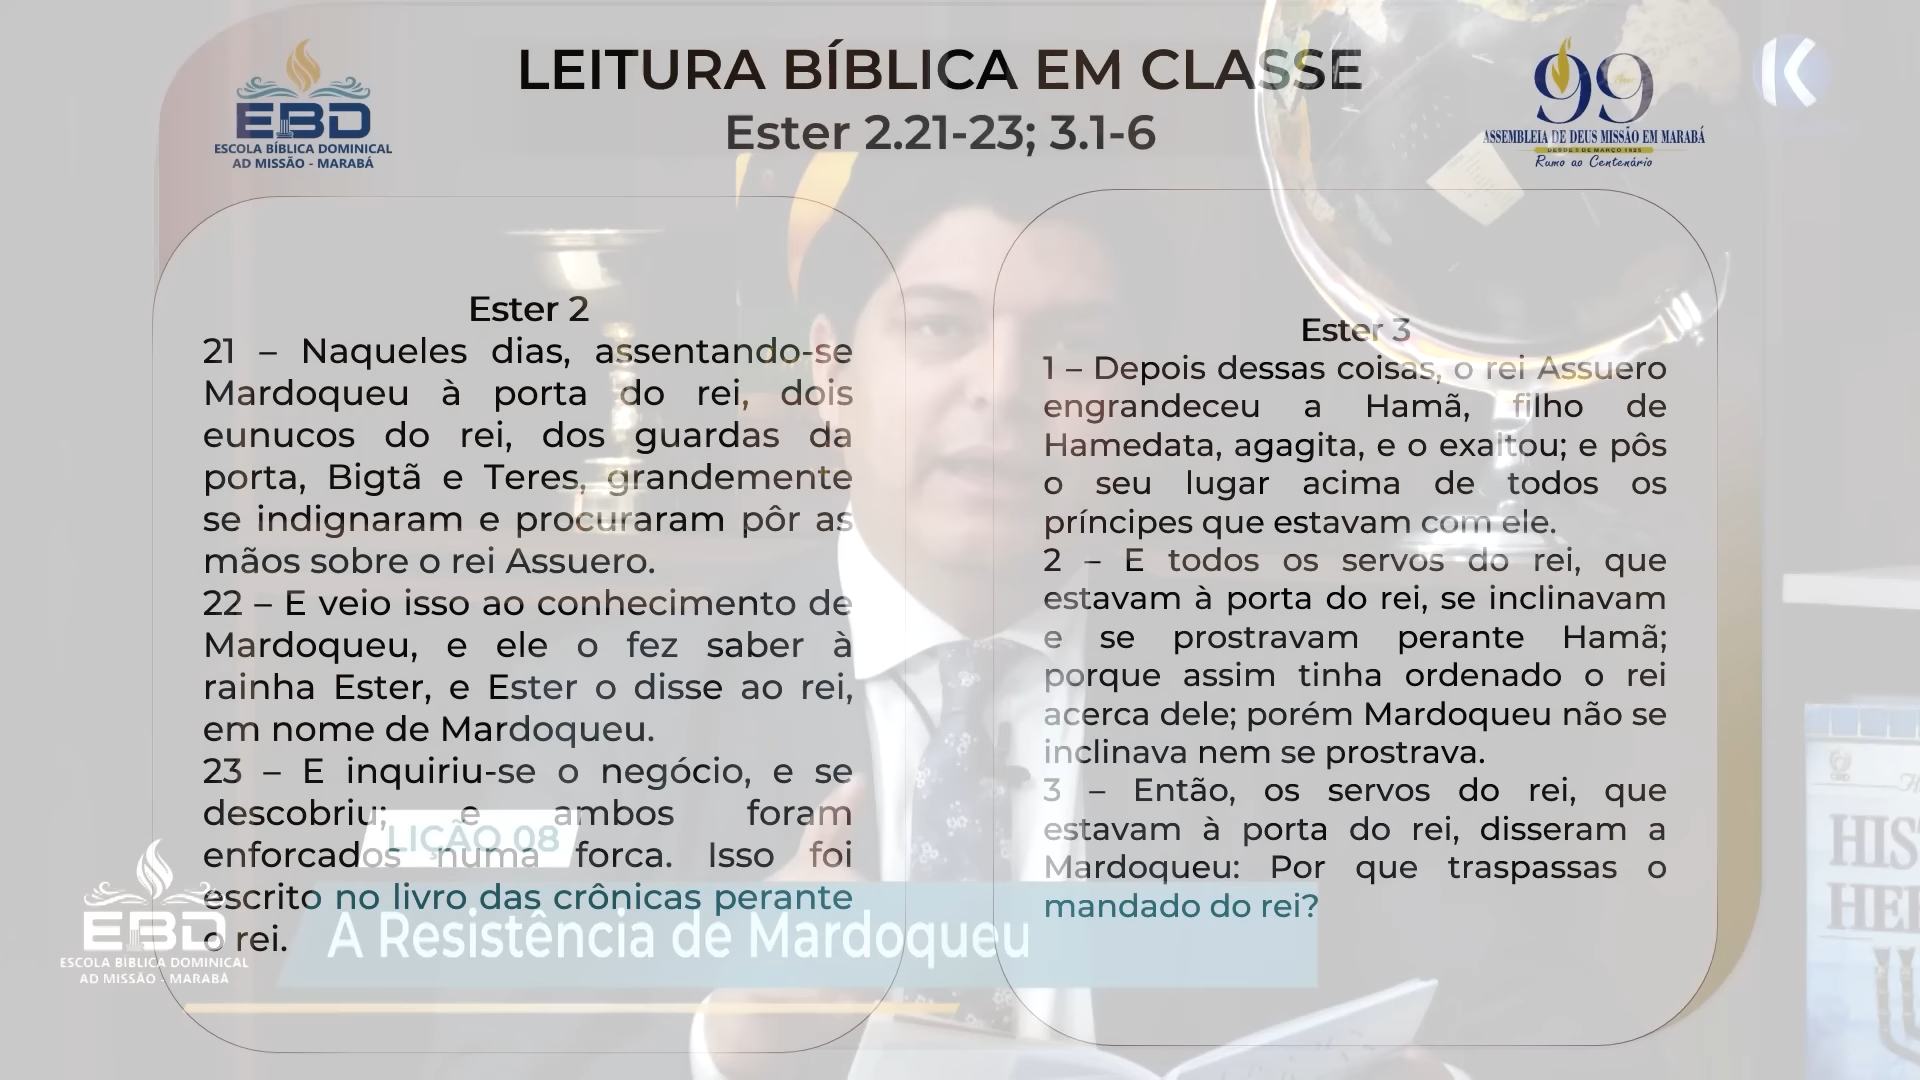 LEITURA BÍBLICA EM CLASSE
Ester 2.21-23; 3.1-6
EBD
ESCOLA BÍBLICA DOMINICAL
AD MISSÃO - MARABÁ
99
ASSEMBLEIA DE DEUS MISSÃO EM MARABÁ
DESDE 5 DE MARÇO 1925
Rumo ao Centenário
K
Ester 2
21 – Naqueles dias, assentando-se
Mardoqueu à porta do rei, dois
eunucos do rei, dos guardas da
porta, Bigtã e Teres, grandemente
se indignaram e procuraram pôr as
mãos sobre o rei Assuero.
22 – E veio isso ao conhecimento de
Mardoqueu, e ele o fez saber à
rainha Ester, e Ester o disse ao rei,
em nome de Mardoqueu.
23 – E inquiriu-se o negócio, e se
descobriu; e ambos foram
enforcados numa forca. Isso foi
escrito no livro das crônicas perante
o rei.
Ester 3
1 – Depois dessas coisas, o rei Assuero
engrandeceu a Hamã, filho de
Hamedata, agagita, e o exaltou; e pôs
o seu lugar acima de todos os
príncipes que estavam com ele.
2 – E todos os servos do rei, que
estavam à porta do rei, se inclinavam
e se prostravam perante Hamã;
porque assim tinha ordenado o rei
acerca dele; porém Mardoqueu não se
inclinava nem se prostrava.
3 – Então, os servos do rei, que
estavam à porta do rei, disseram a
Mardoqueu: Por que traspassas o
mandado do rei?
LIÇÃO 08
A Resistência de Mardoqueu
EBD
ESCOLA BÍBLICA DOMINICAL
AD MISSÃO - MARABÁ